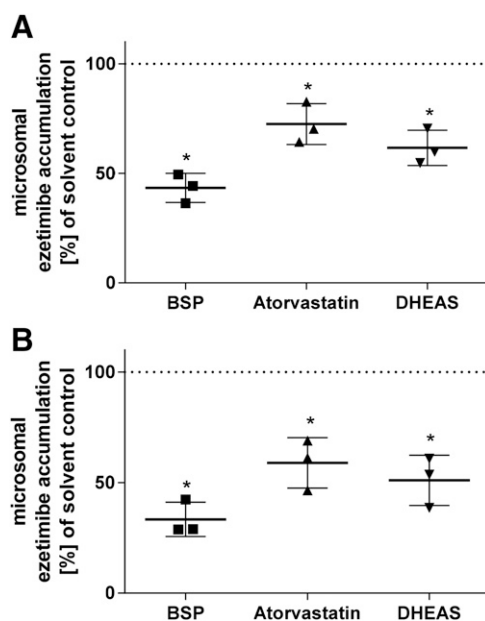 A
microsomal
ezetimibe accumulation
[%] of solvent control
100
50
0
*
*
*
BSP
Atorvastatin
DHEAS
B
microsomal
ezetimibe accumulation
[%] of solvent control
100
50
0
*
*
*
BSP
Atorvastatin
DHEAS